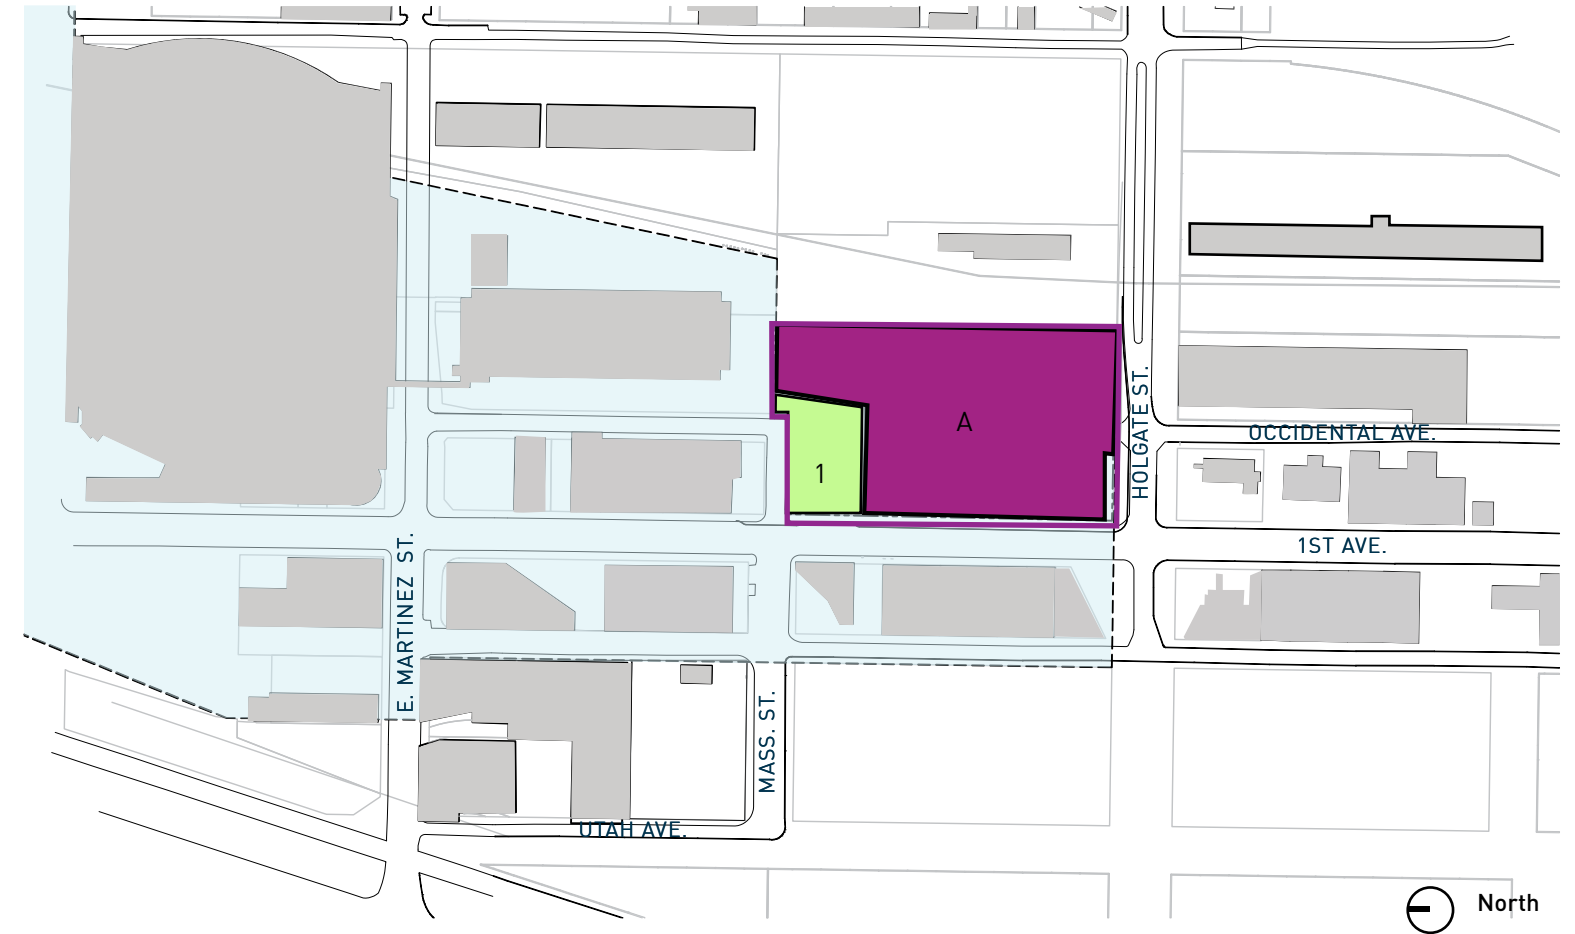 A
1
HOLGATE ST.
OCCIDENTAL AVE.
1ST AVE.
E. MARTINEZ ST.
MASS. ST.
UTAH AVE.
North